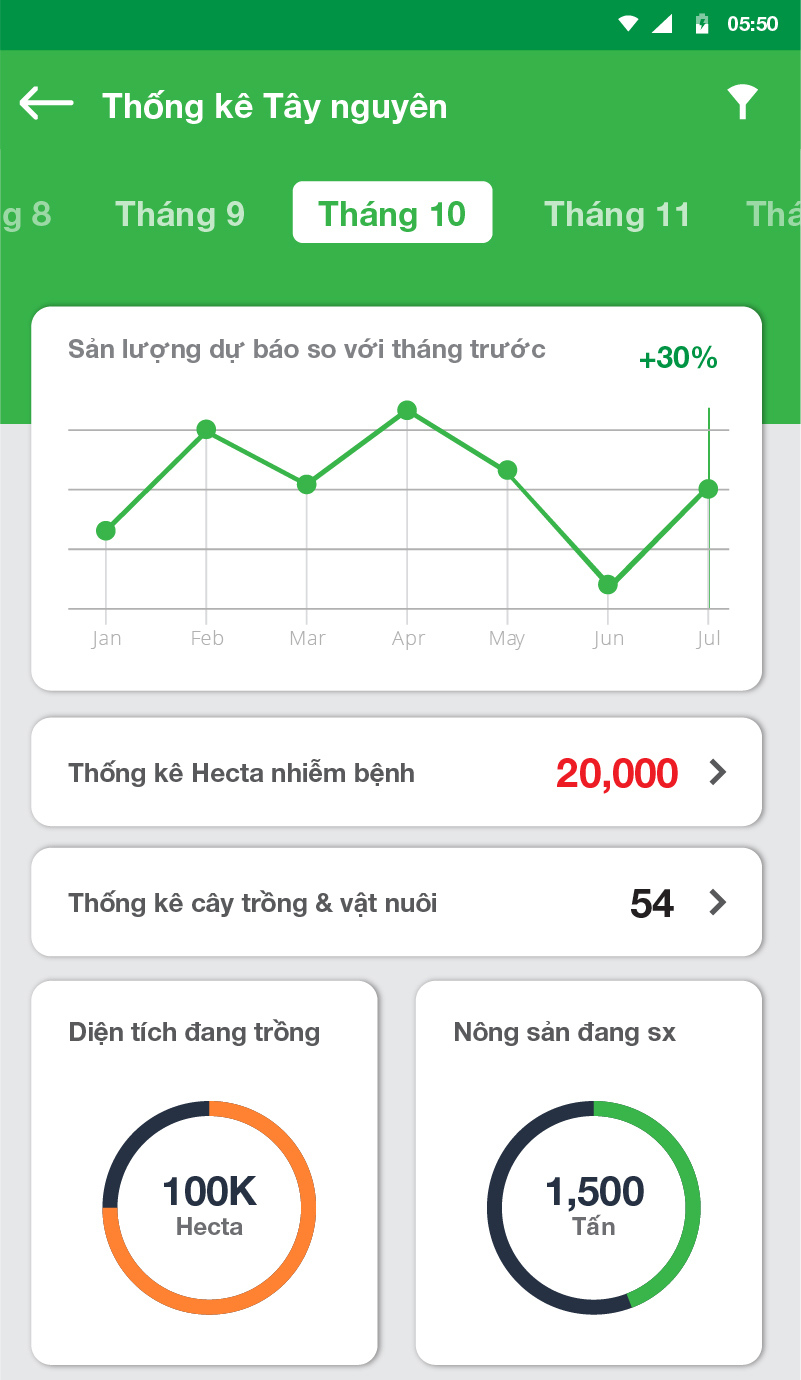 05:50
Thống kê Tây nguyên
g 8 Tháng 9 Tháng 10 Tháng 11 Thá
Sản lượng dự báo so với tháng trước +30%
Jan Feb Mar Apr May Jun Jul
Thống kê Hecta nhiễm bệnh 20,000
Thống kê cây trồng & vật nuôi 54
Diện tích đang trồng
100K
Hecta
Nông sản đang sx
1,500
Tấn